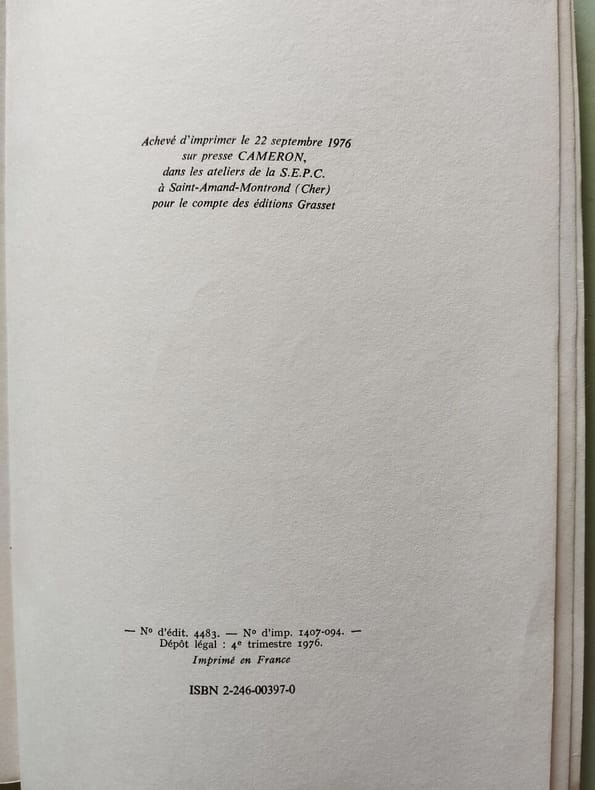 Achevé d'imprimer le 22 septembre 1976
sur presse CAMERON,
dans les ateliers de la S.E.P.C.
à Saint-Amand-Montrond (Cher)
pour le compte des éditions Grasset
— Nº d'édit. 4483. — Nº d'imp. 1407-094. —
Dépôt légal : 4e trimestre 1976.
Imprimé en France
ISBN 2-246-00397-0